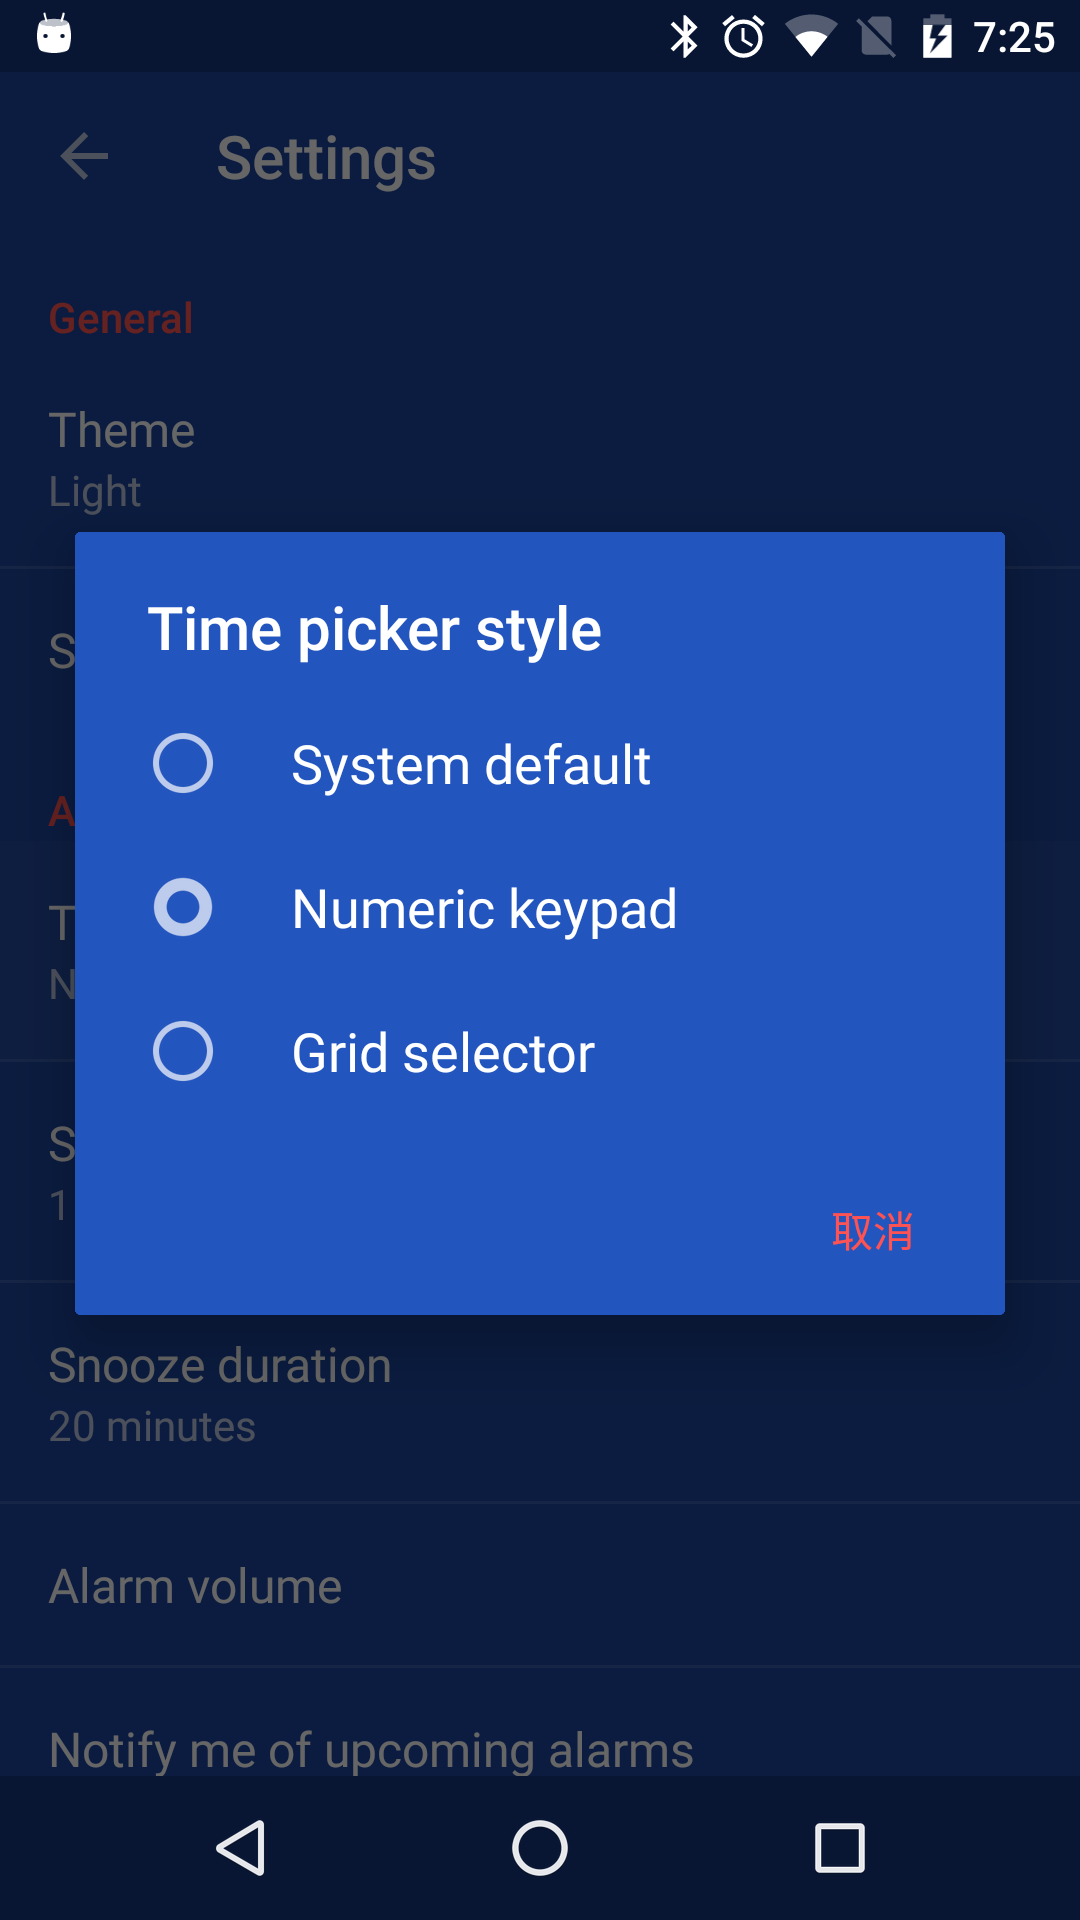 7:25
Settings
General
Theme
Light
S
Time picker style
System default
A
Numeric keypad
T
N
Grid selector
S
1
取消
Snooze duration
20 minutes
Alarm volume
Notify me of upcoming alarms